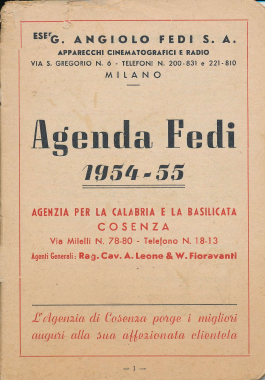 ESEᶠ G. ANGIOLO FEDI S. A.
APPARECCHI CINEMATOGRAFICI E RADIO
VIA S. GREGORIO N. 6 - TELEFONI N. 200-831 e 221-810
MILANO
Agenda Fedi
1954-55
AGENZIA PER LA CALABRIA E LA BASILICATA
COSENZA
Via Milelli N. 78-80 - Telefono N. 18-13
Agenti Generali: Rag. Cav. A. Leone & W. Fioravanti
L'Agenzia di Cosenza porge i migliori
auguri alla sua affezionata clientela
— 1 —